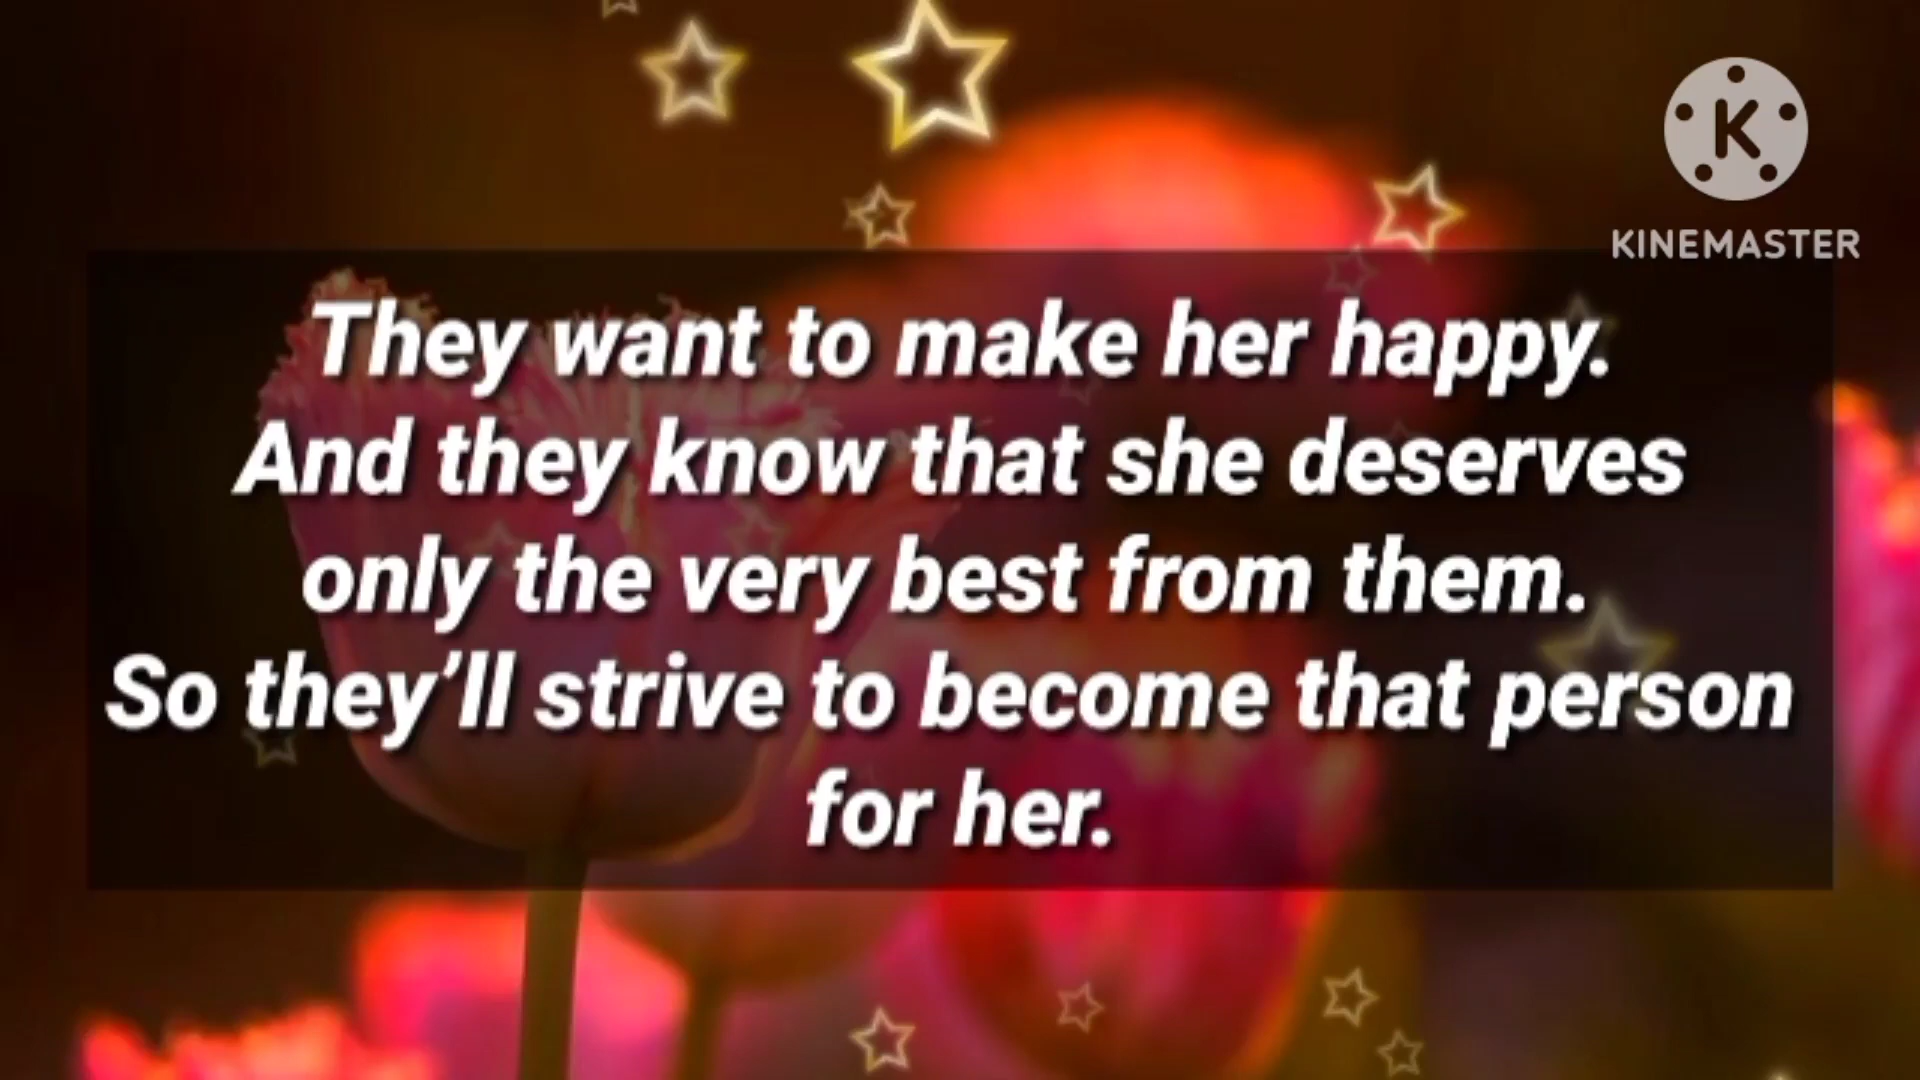 K
KINEMASTER
They want to make her happy.
And they know that she deserves
only the very best from them.
So they’ll strive to become that person
for her.